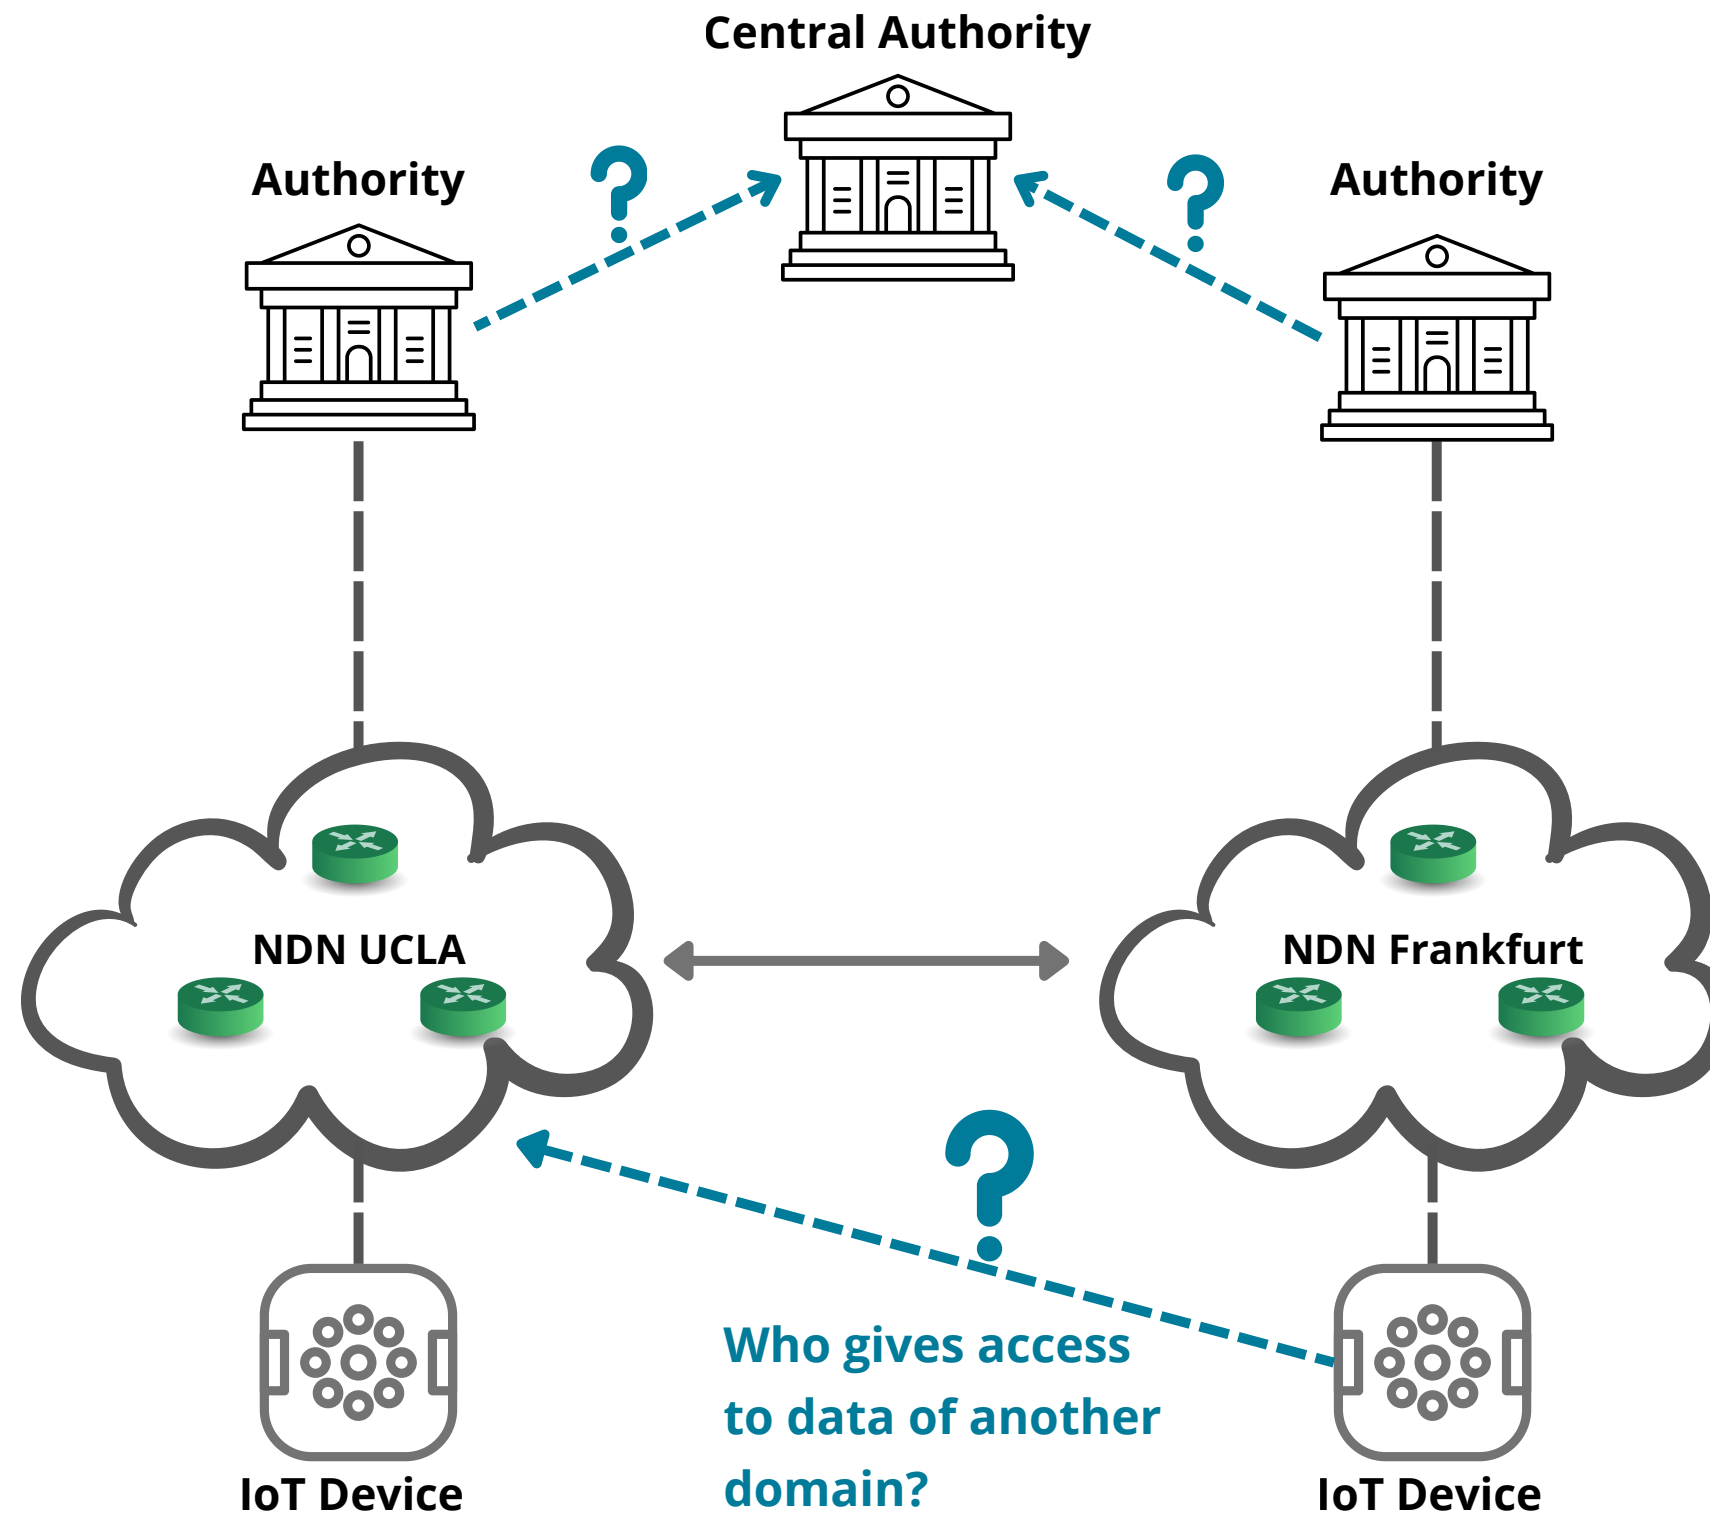 Central Authority
Authority
?
?
Authority
NDN UCLA
NDN Frankfurt
?
Who gives access
to data of another
domain?
IoT Device
IoT Device